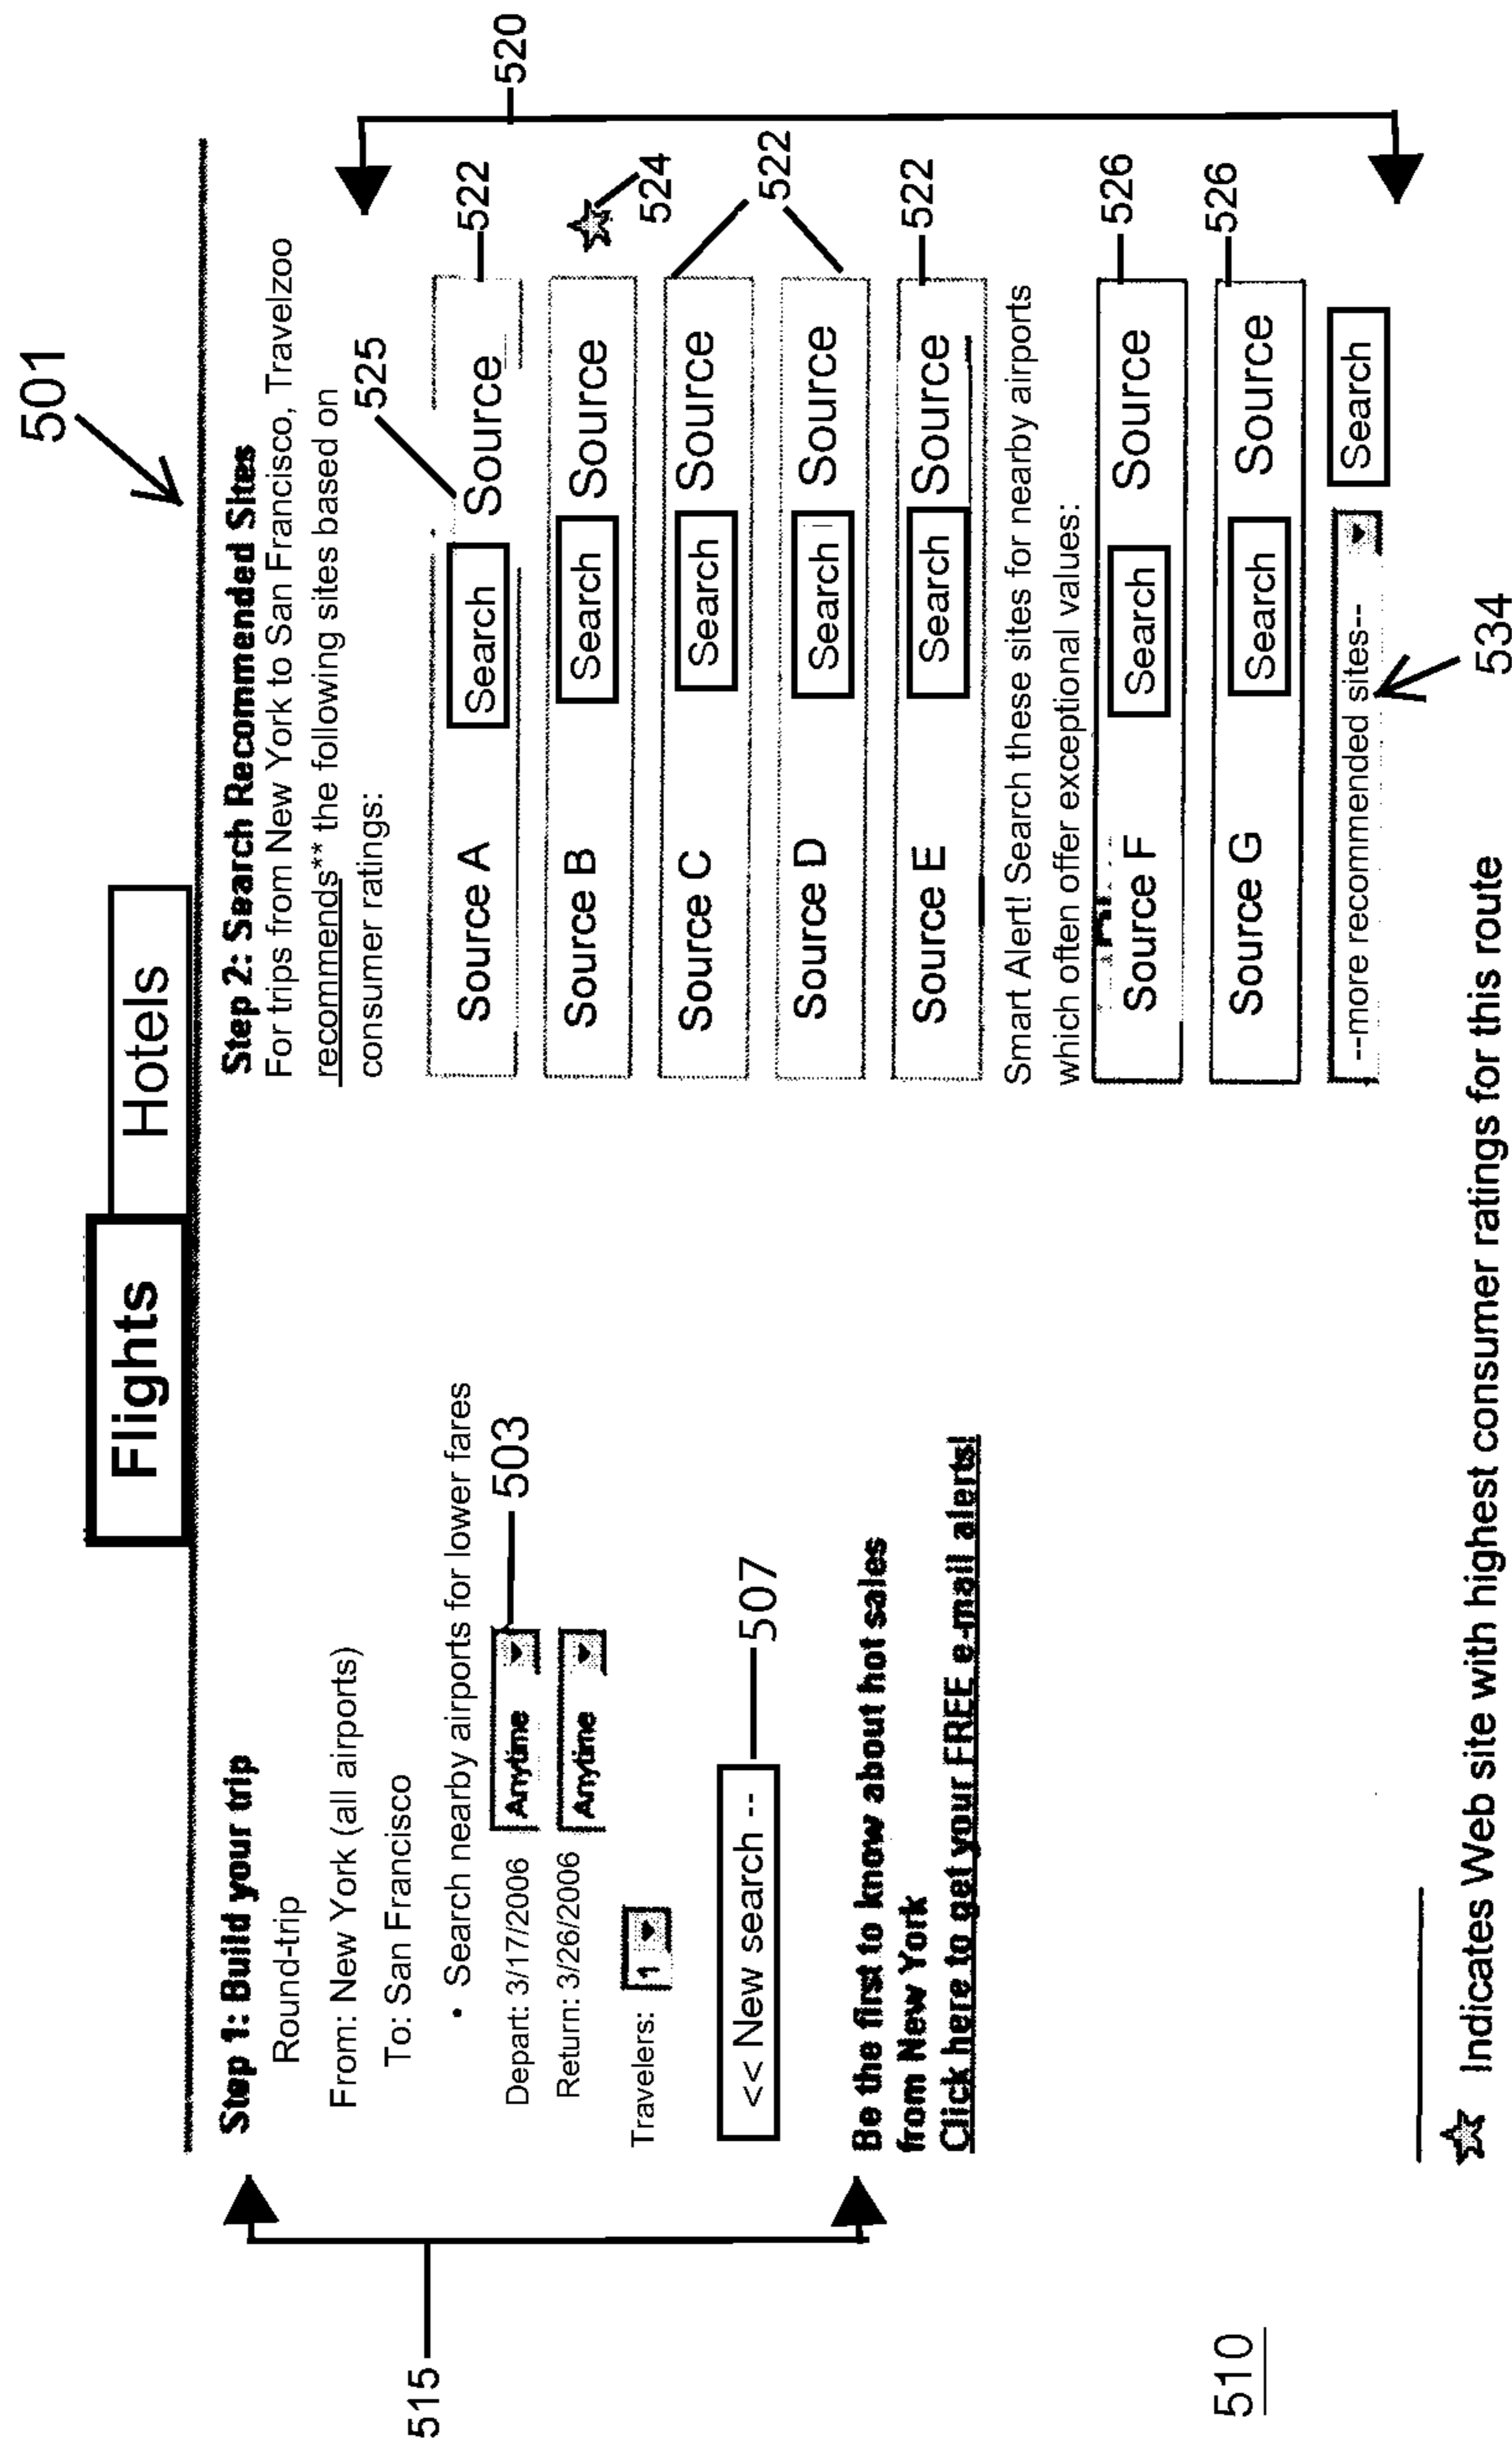 501
Flights
Hotels
Step 1: Build your trip
Round-trip
From: New York (all airports)
To: San Francisco
• Search nearby airports for lower fares
Depart: 3/17/2006 Anytime
503
Return: 3/26/2006 Anytime
Travelers: 1
<< New search --
507
Be the first to know about hot sales
from New York
Click here to get your FREE e-mail alerts!
515
Step 2: Search Recommended Sites
For trips from New York to San Francisco, Travelzoo
recommends** the following sites based on
consumer ratings:
525
520
Source A Search Source
522
Source B Search Source
524
Source C Search Source
522
Source D Search Source
Source E Search Source
522
Smart Alert! Search these sites for nearby airports
which often offer exceptional values:
Source F Search Source
526
Source G Search Source
526
--more recommended sites-- Search
534
510
Indicates Web site with highest consumer ratings for this route